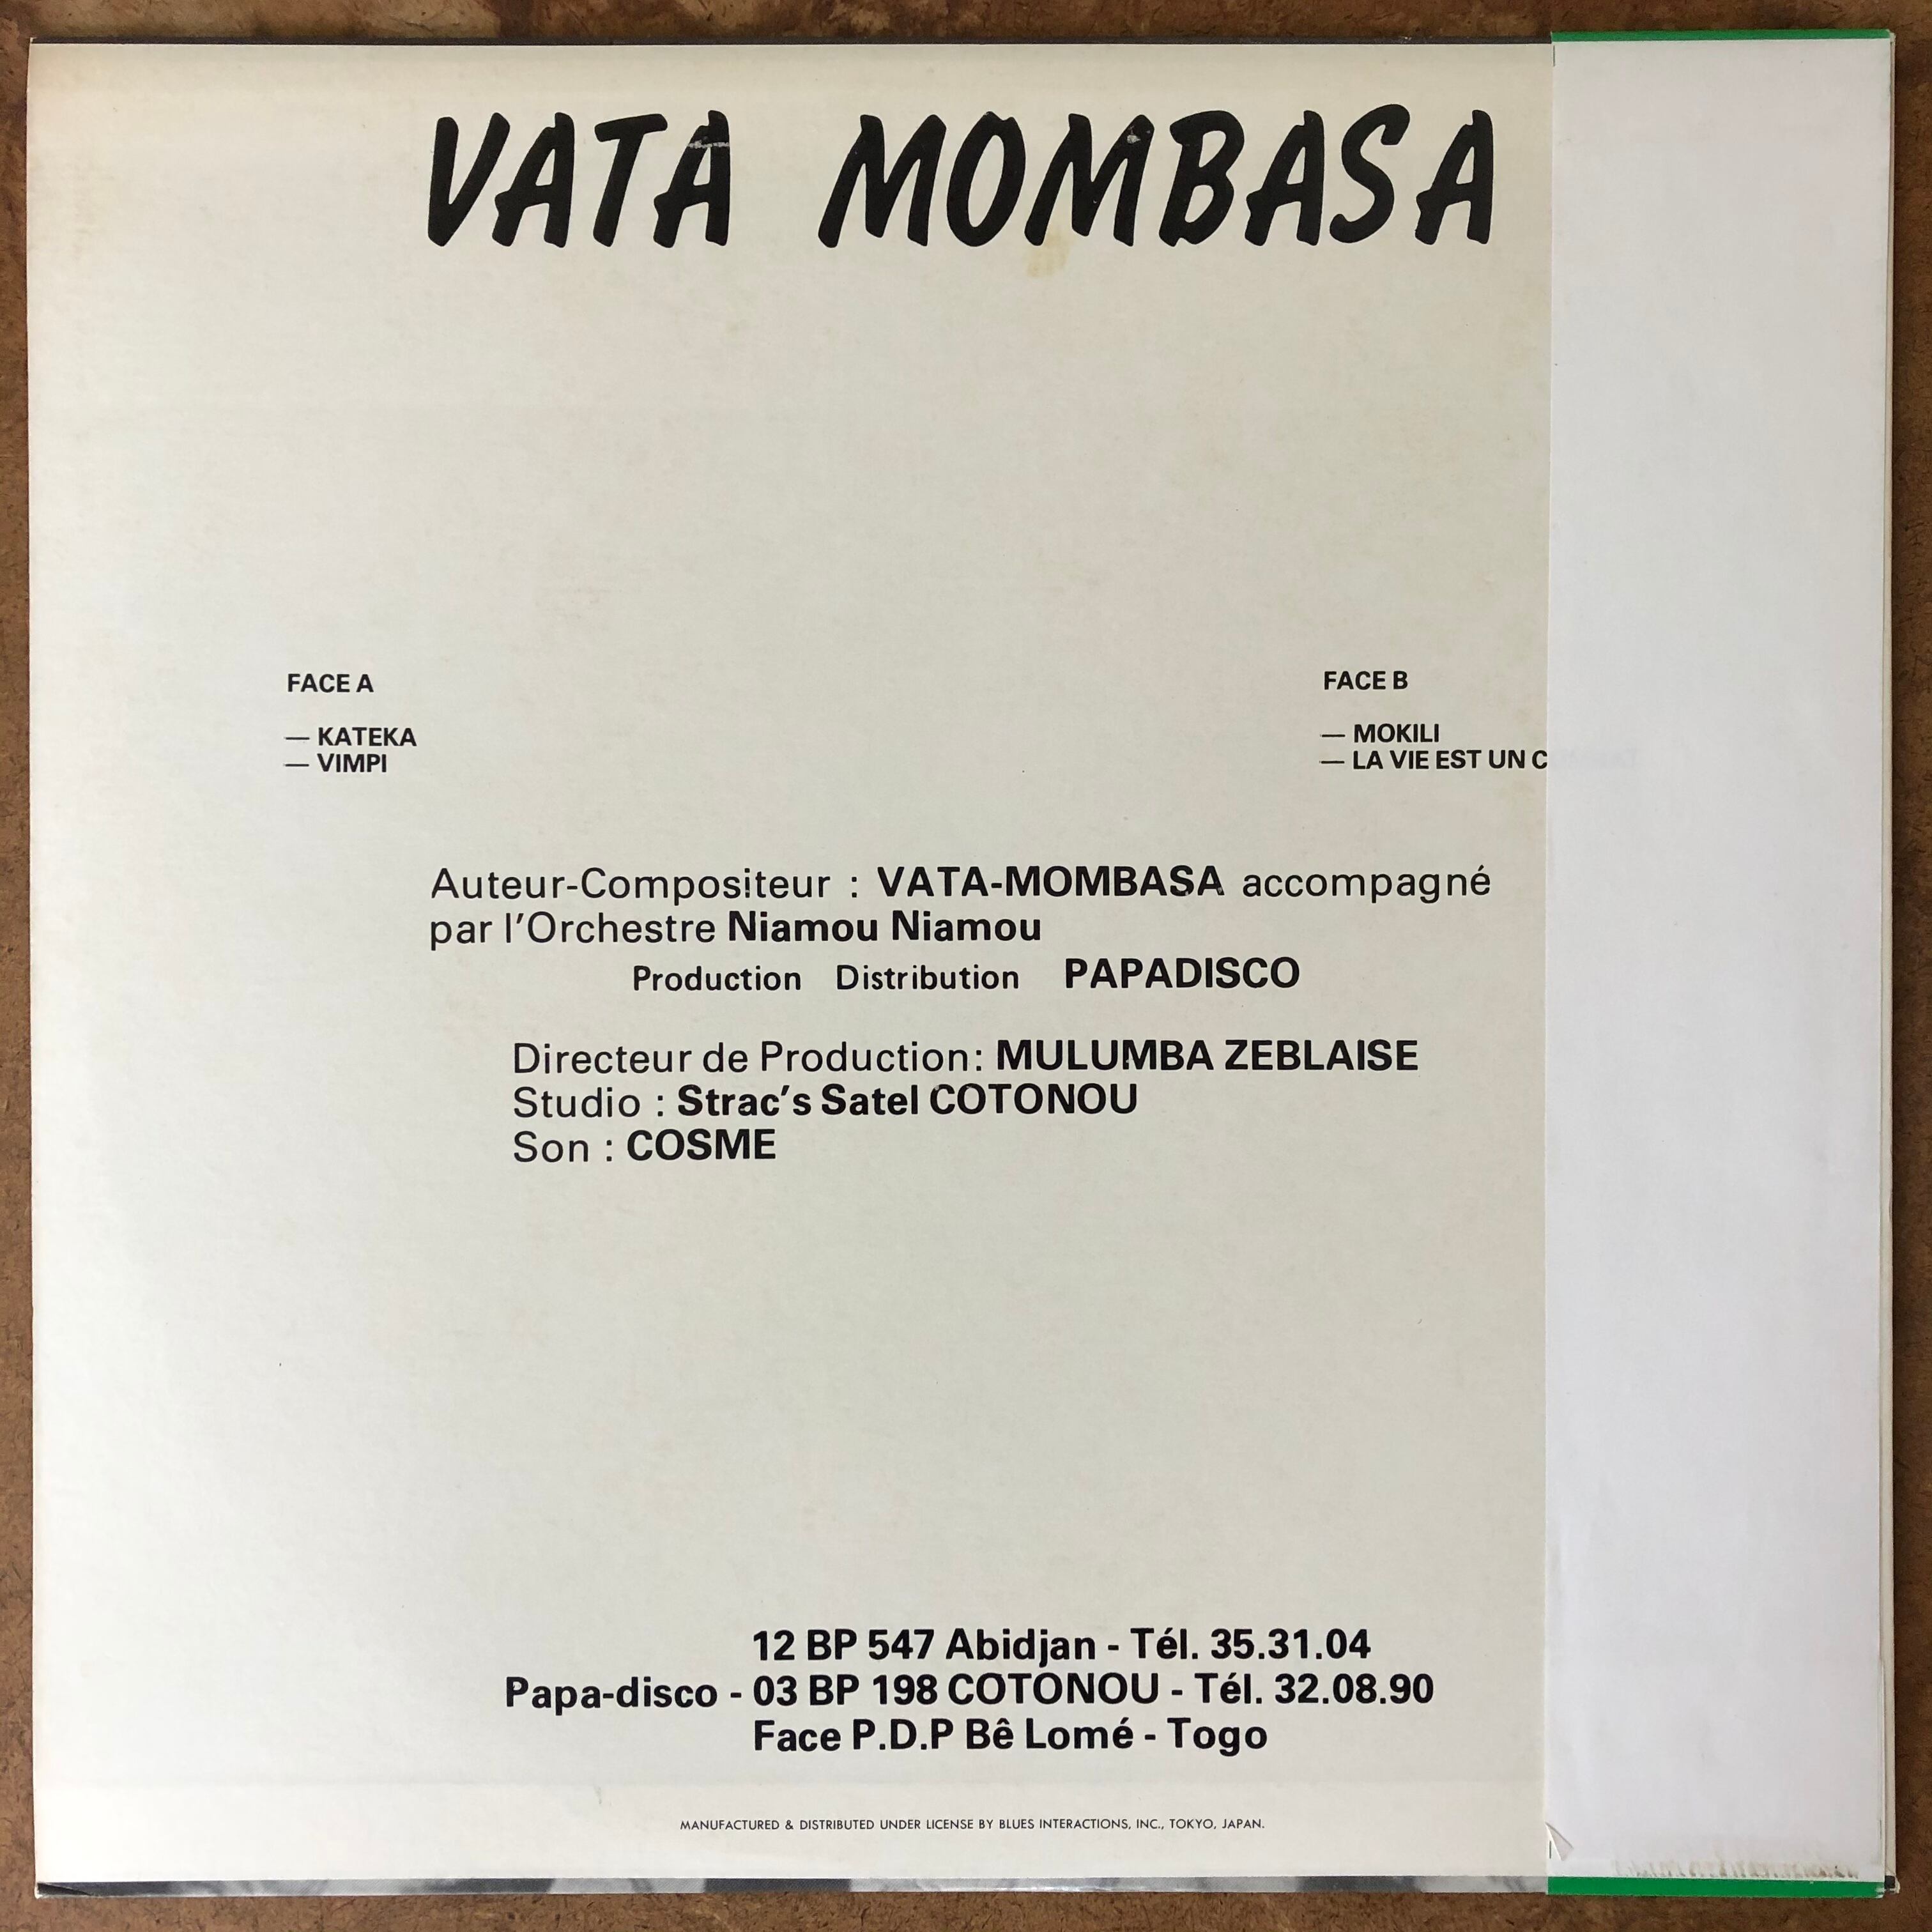 VATA MOMBASA
FACE A
— KATEKA
— VIMPI
FACE B
— MOKILI
— LA VIE EST UN C
Auteur-Compositeur : VATA-MOMBASA accompagné
par l'Orchestre Niamou Niamou
Production Distribution PAPADISCO
Directeur de Production: MULUMBA ZEBLAISE
Studio : Strac's Satel COTONOU
Son : COSME
12 BP 547 Abidjan - Tél. 35.31.04
Papa-disco - 03 BP 198 COTONOU - Tél. 32.08.90
Face P.D.P Bê Lomé - Togo
MANUFACTURED & DISTRIBUTED UNDER LICENSE BY BLUES INTERACTIONS, INC., TOKYO, JAPAN.